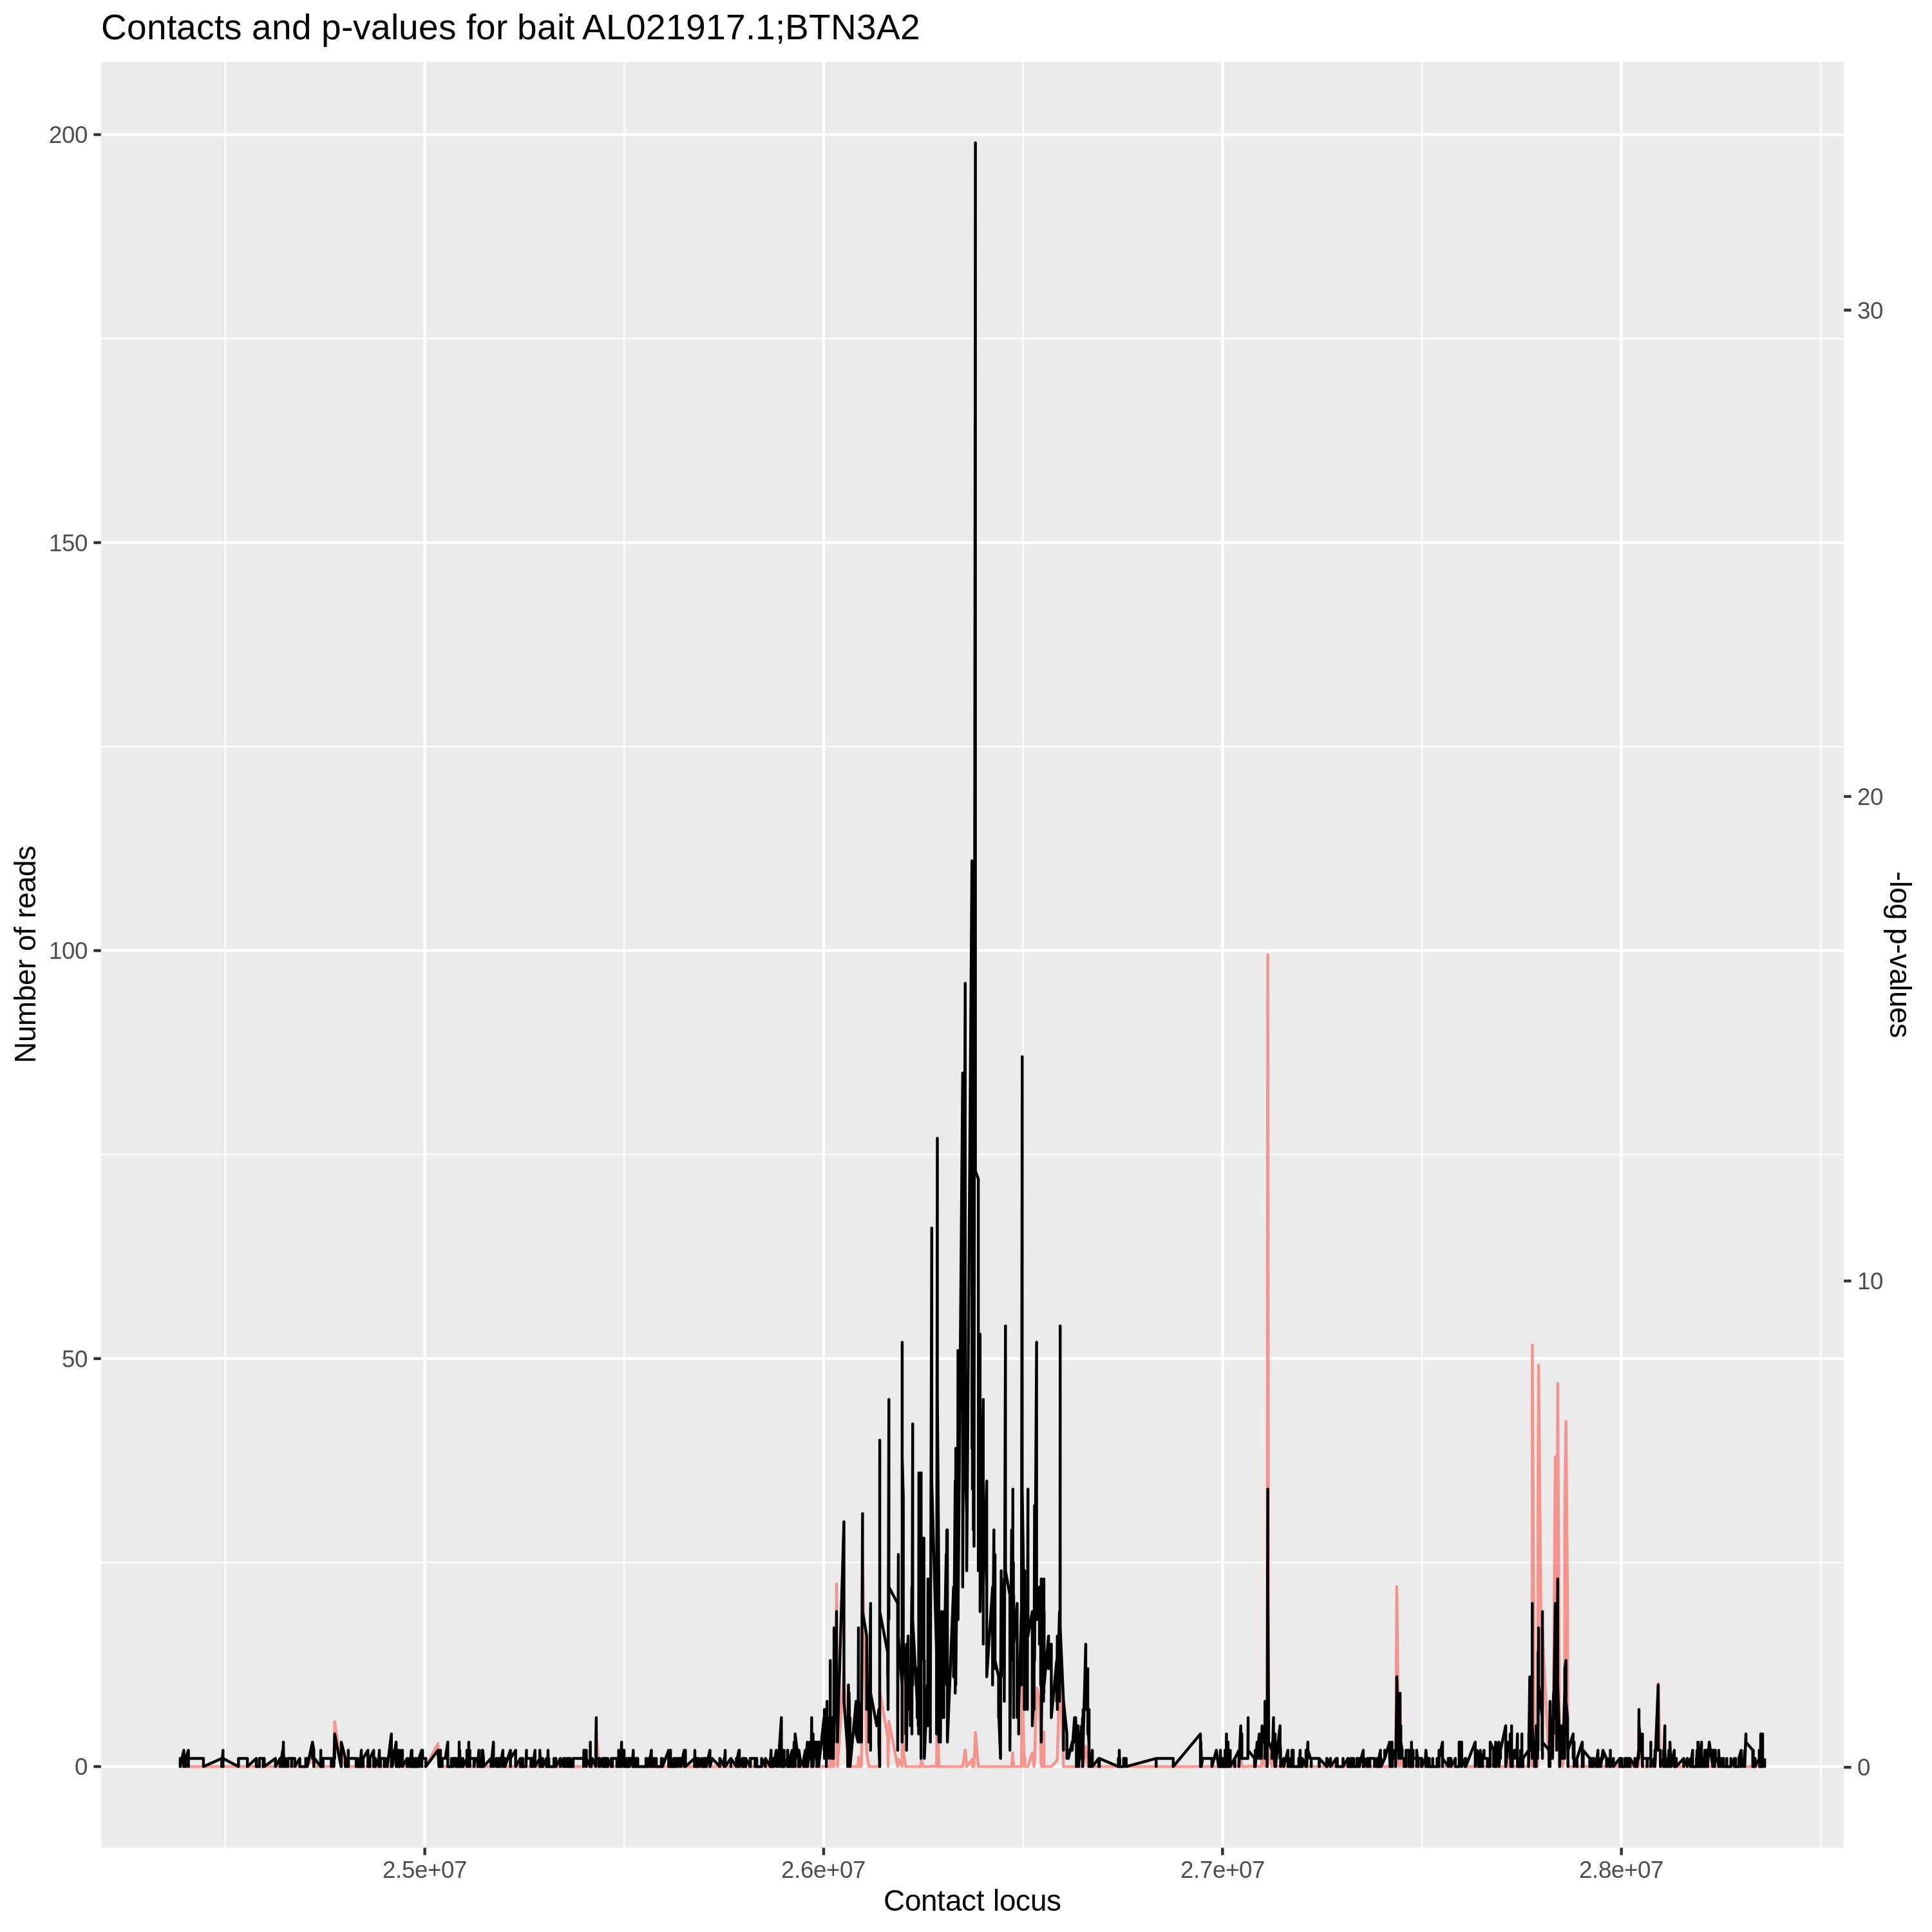 Contacts and p-values for bait AL021917.1;BTN3A2
200
150
100
50
0
Number of reads
30
20
10
0
-log p-values
2.5e+07
2.6e+07
2.7e+07
2.8e+07
Contact locus